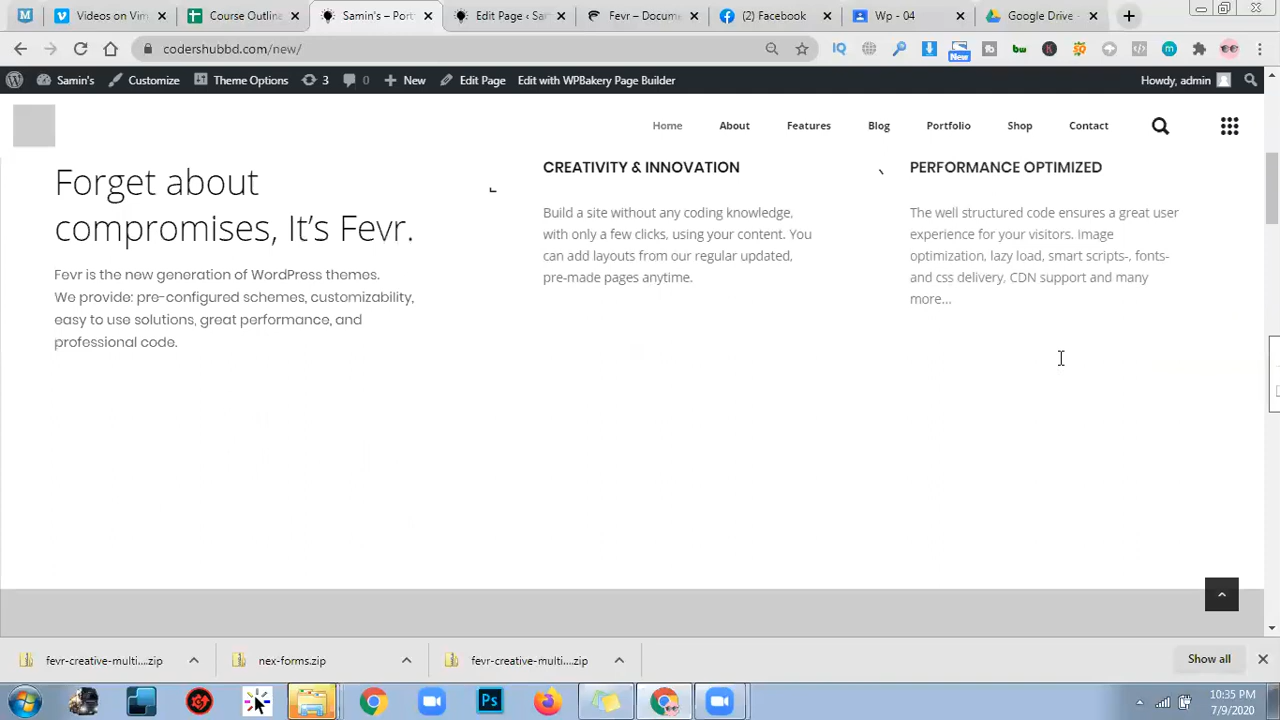 Videos on Vim
Course Outline
Samin's – Port
Edit Page ‹ Sa
Fevr – Docum
(2) Facebook
Wp - 04
Google Drive -
codershubbd.com/new/
IQ
New
bw
K
m
Samin's
Customize
Theme Options
3
0
New
Edit Page
Edit with WPBakery Page Builder
Howdy, admin
Home
About
Features
Blog
Portfolio
Shop
Contact
Forget about
compromises, It's Fevr.
Fevr is the new generation of WordPress themes.
We provide: pre-configured schemes, customizability,
easy to use solutions, great performance, and
professional code.
CREATIVITY & INNOVATION
Build a site without any coding knowledge,
with only a few clicks, using your content. You
can add layouts from our regular updated,
pre-made pages anytime.
PERFORMANCE OPTIMIZED
The well structured code ensures a great user
experience for your visitors. Image
optimization, lazy load, smart scripts-, fonts-
and css delivery, CDN support and many
more...
fevr-creative-multi....zip
nex-forms.zip
fevr-creative-multi....zip
Show all
Ps
10:35 PM
7/9/2020